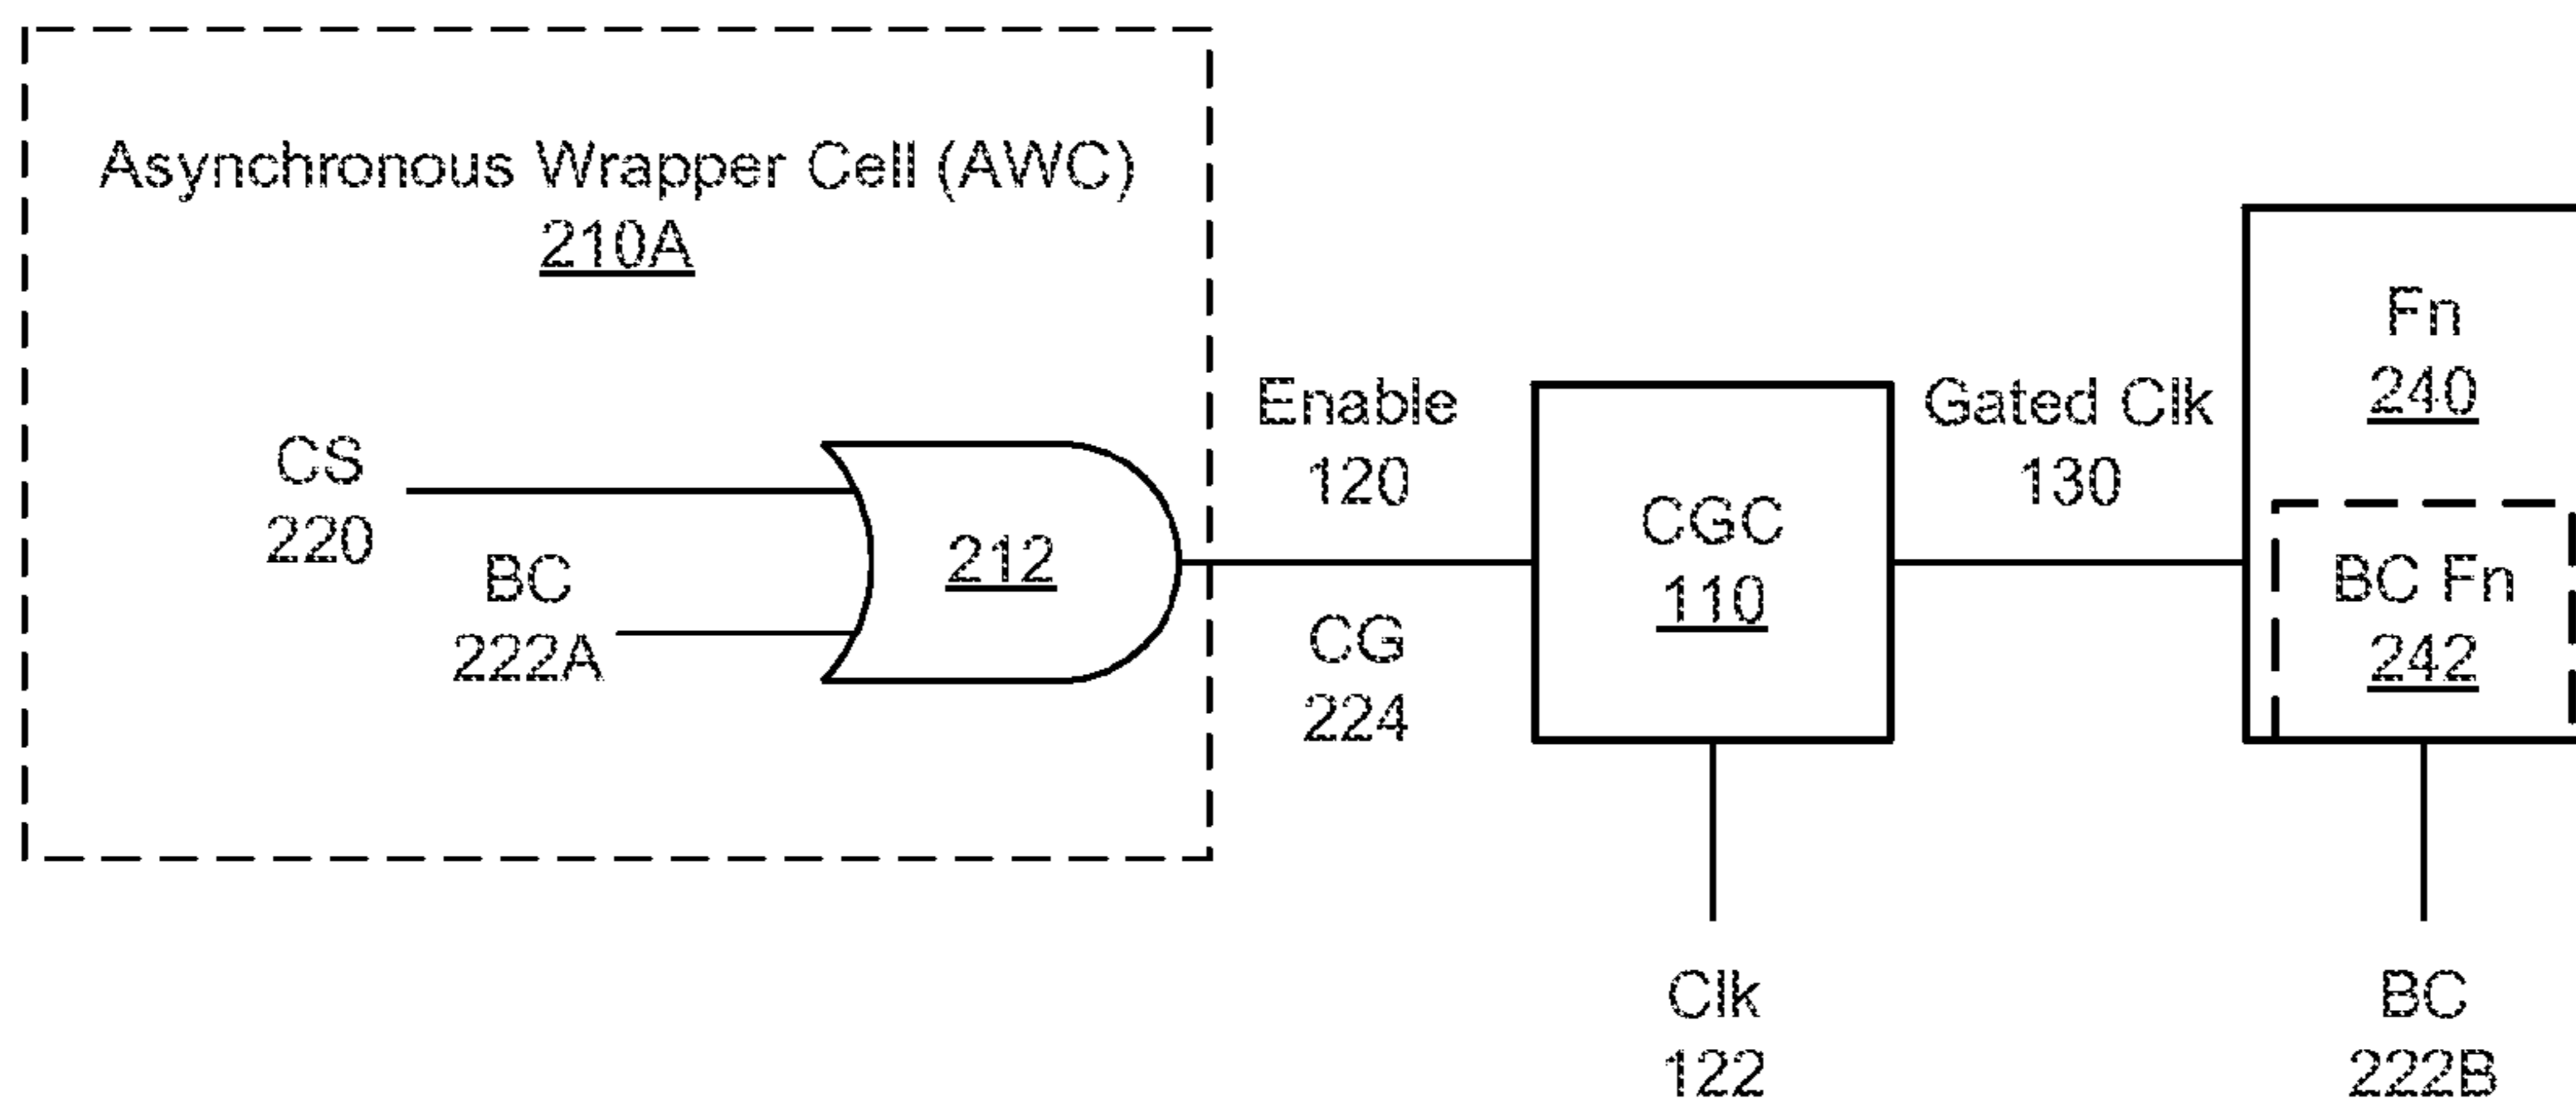 Asynchronous Wrapper Cell (AWC)
210A
CS
220
BC
222A
212
Enable
120
CG
224
CGC
110
Clk
122
Gated Clk
130
Fn
240
BC Fn
242
BC
222B